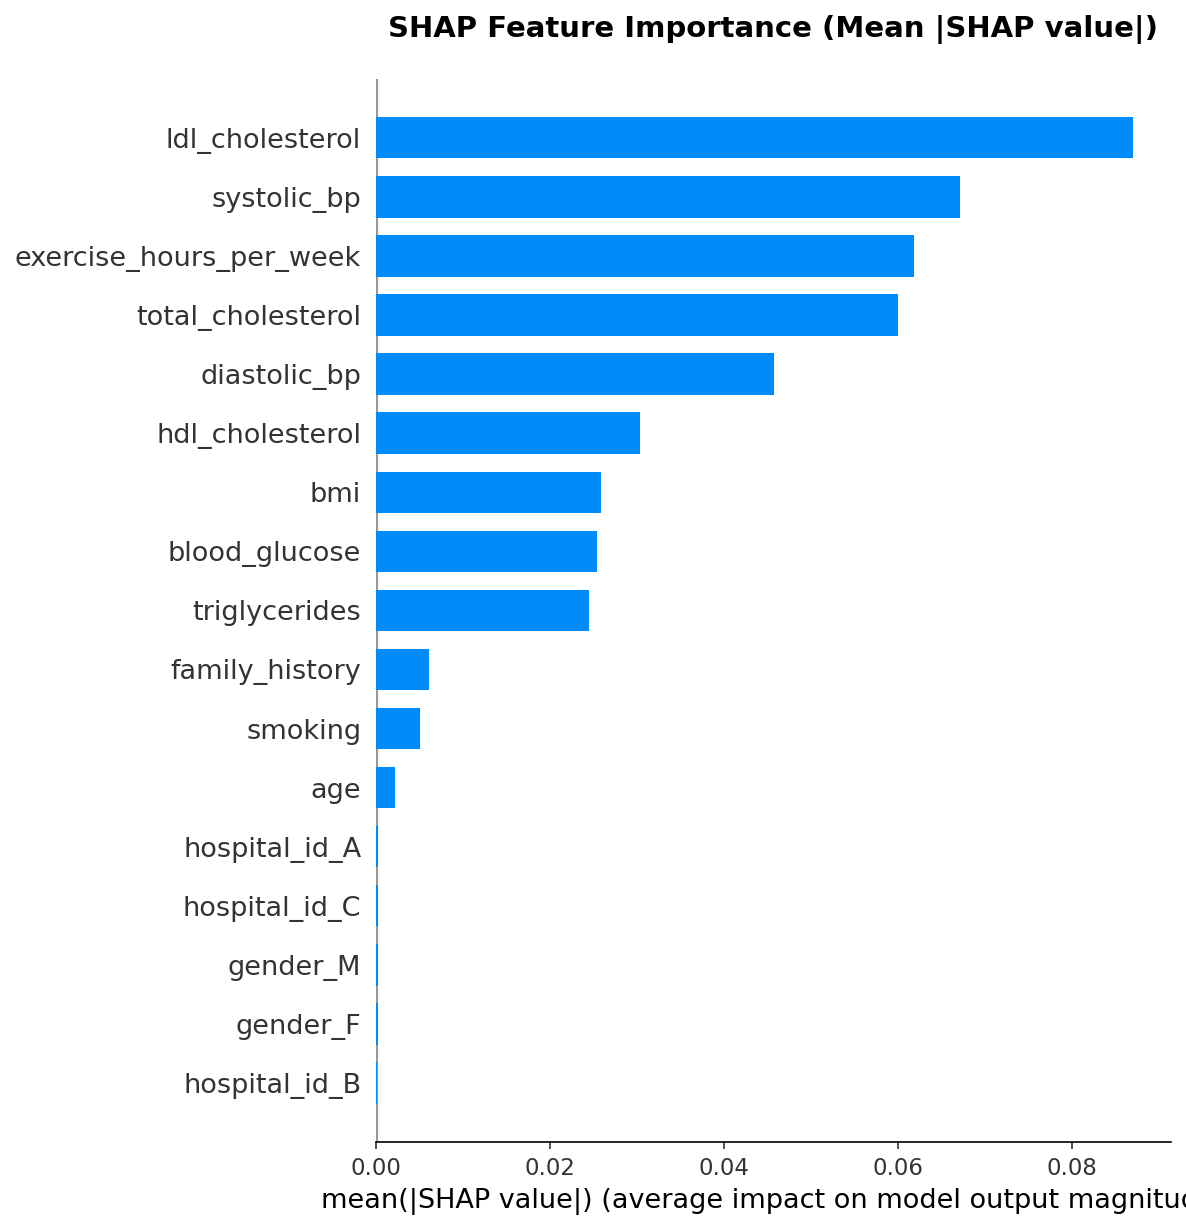 SHAP Feature Importance (Mean |SHAP value|)
ldl_cholesterol
systolic_bp
exercise_hours_per_week
total_cholesterol
diastolic_bp
hdl_cholesterol
bmi
blood_glucose
triglycerides
family_history
smoking
age
hospital_id_A
hospital_id_C
gender_M
gender_F
hospital_id_B
0.00 0.02 0.04 0.06 0.08
mean(|SHAP value|) (average impact on model output magnitud